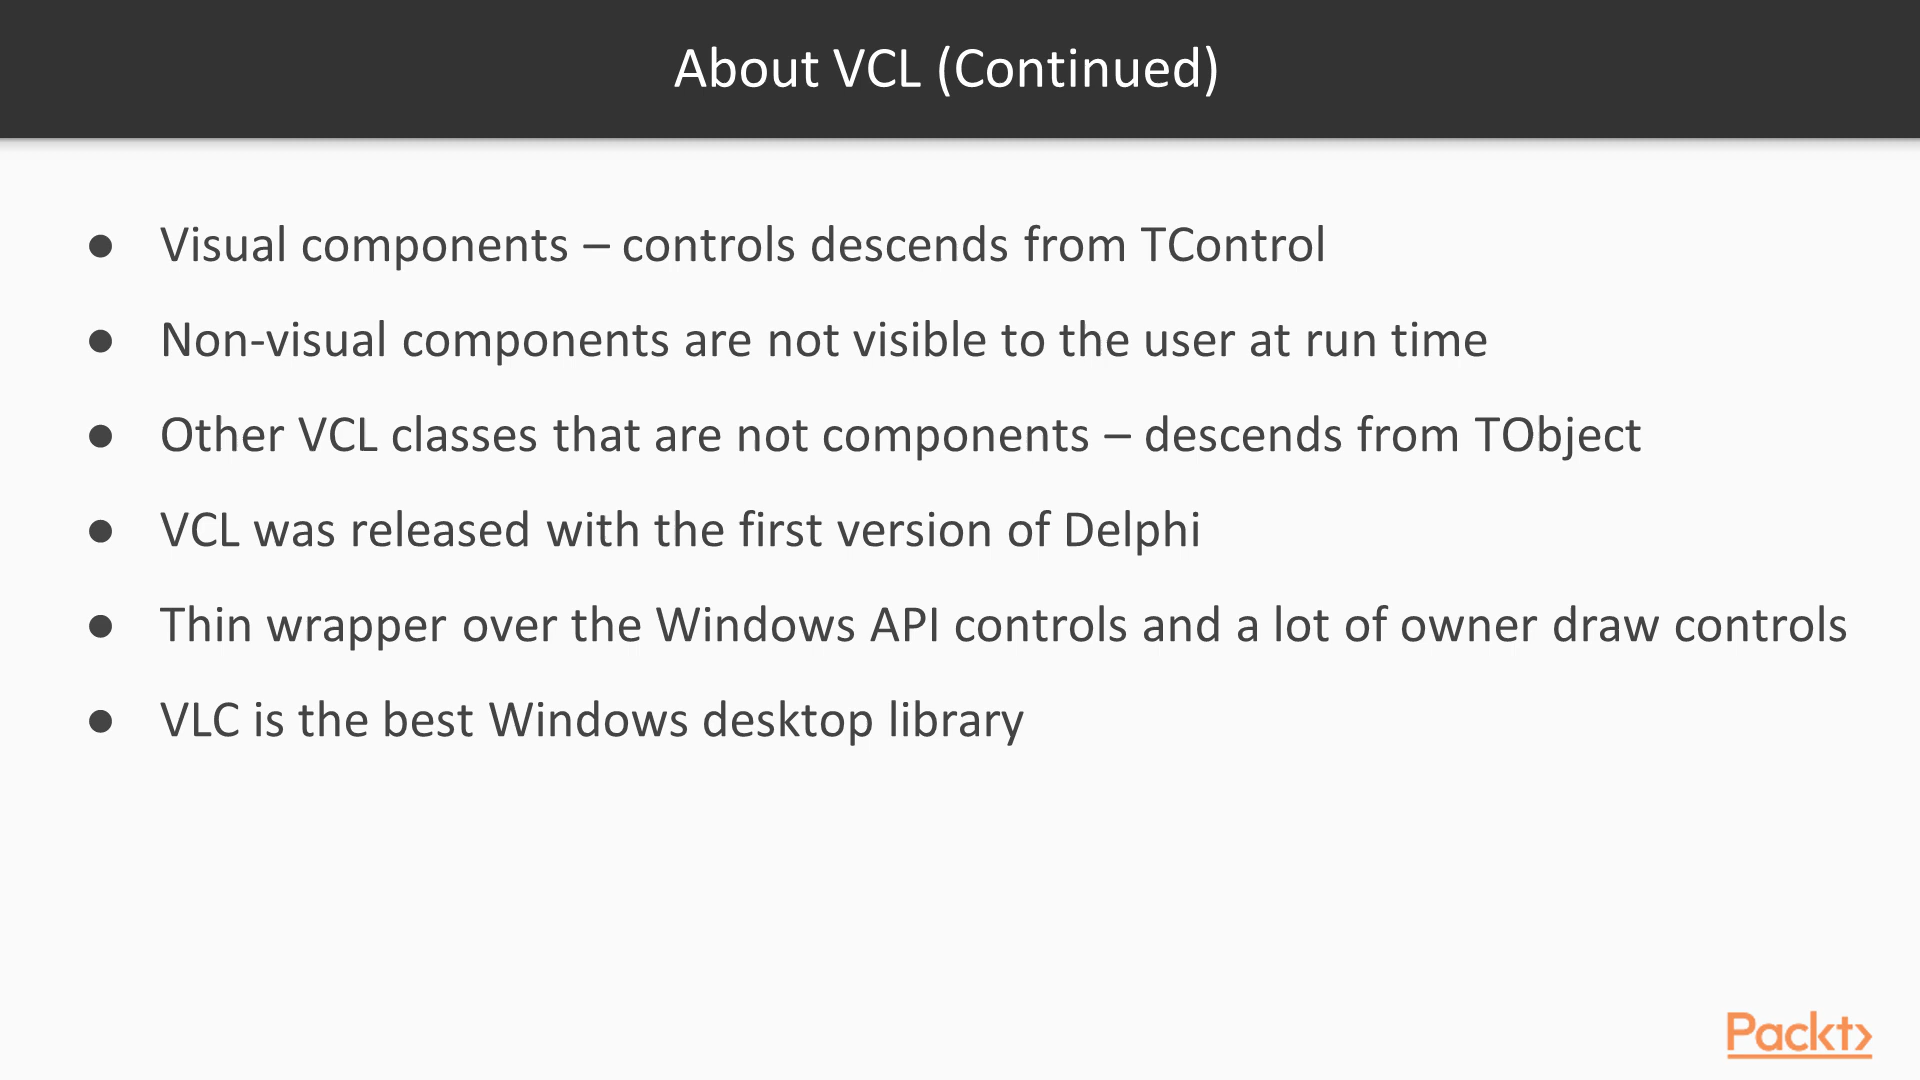 About VCL (Continued)
● Visual components – controls descends from TControl
● Non-visual components are not visible to the user at run time
● Other VCL classes that are not components – descends from TObject
● VCL was released with the first version of Delphi
● Thin wrapper over the Windows API controls and a lot of owner draw controls
● VLC is the best Windows desktop library
Packt>